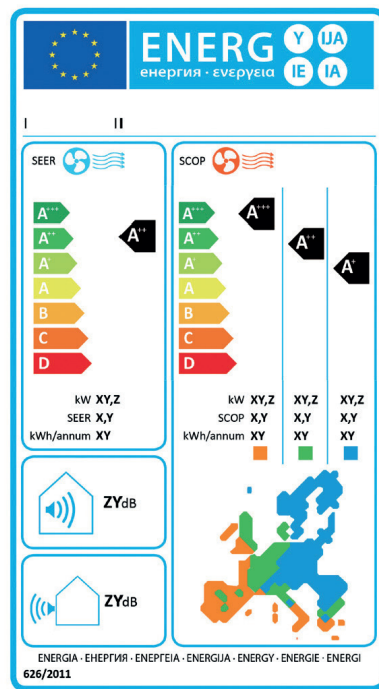 ENERG Y IJA
енергия · ενεργεια IE IA
I II
SEER
A+++
A++
A+
A
B
C
D
A++
kW XY,Z
SEER X,Y
kWh/annum XY
SCOP
A+++
A++
A+
A
B
C
D
A+++
A++
A+
kW XY,Z XY,Z XY,Z
SCOP X,Y X,Y X,Y
kWh/annum XY XY XY
ZYdB
ZYdB
ENERGIA · ЕНЕРГИЯ · ΕΝΕΡΓΕΙΑ · ENERGIJA · ENERGY · ENERGIE · ENERGI
626/2011